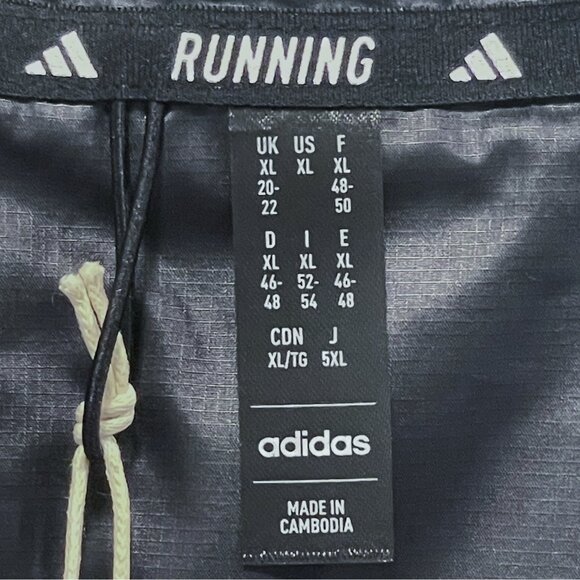 RUNNING
UK US F
XL XL XL
20- 48-
22 50
D I E
XL XL XL
46- 52- 46-
48 54 48
CDN J
XL/TG 5XL
adidas
MADE IN
CAMBODIA